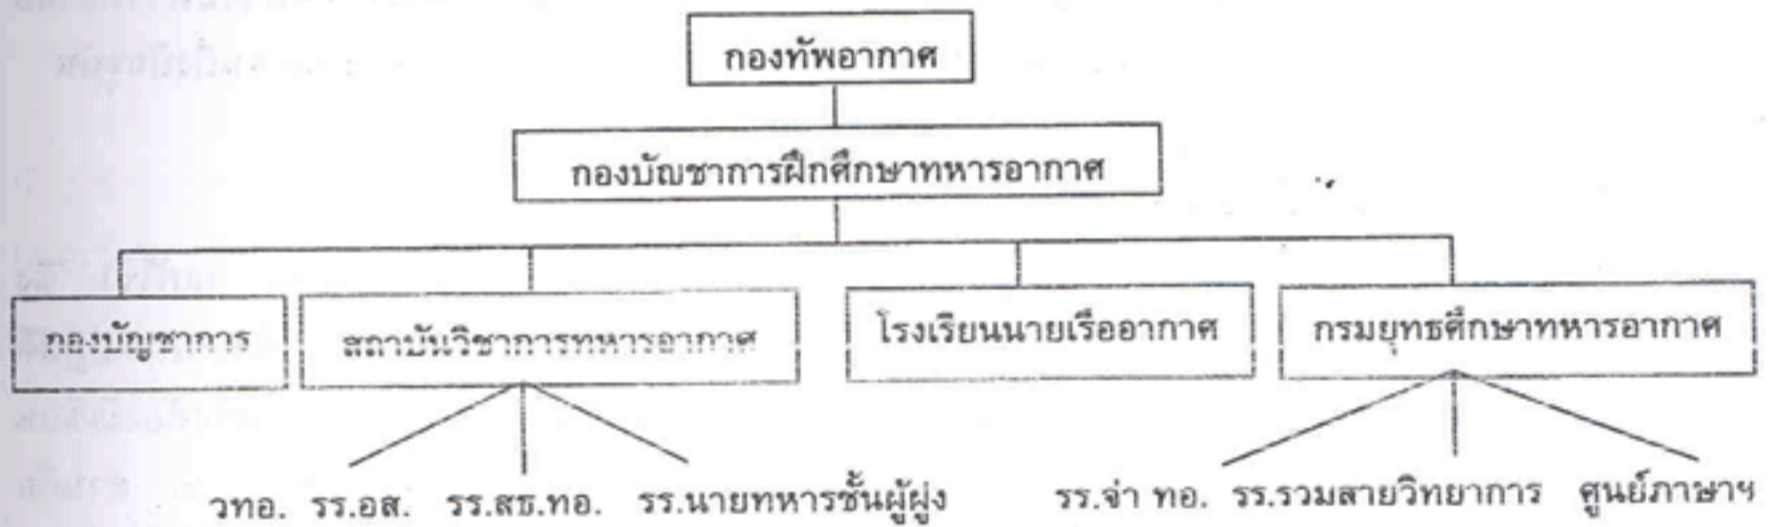 กองทัพอากาศ
กองบัญชาการฝึกศึกษาทหารอากาศ
กองบัญชาการ สถาบันวิชาการทหารอากาศ โรงเรียนนายเรืออากาศ กรมยุทธศึกษาทหารอากาศ
วทอ. รร.อส. รร.สธ.ทอ. รร.นายทหารชั้นผู้ฝูง รร.จ่า ทอ. รร.รวมสายวิทยาการ ศูนย์ภาษาฯ